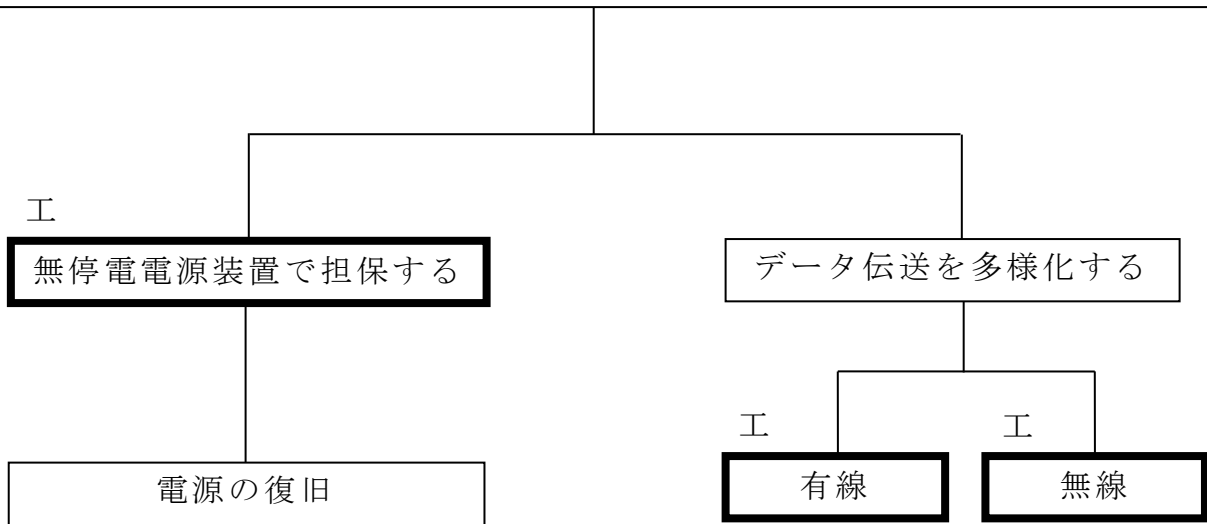 工
無停電電源装置で担保する
データ伝送を多様化する
工
工
電源の復旧
有線
無線